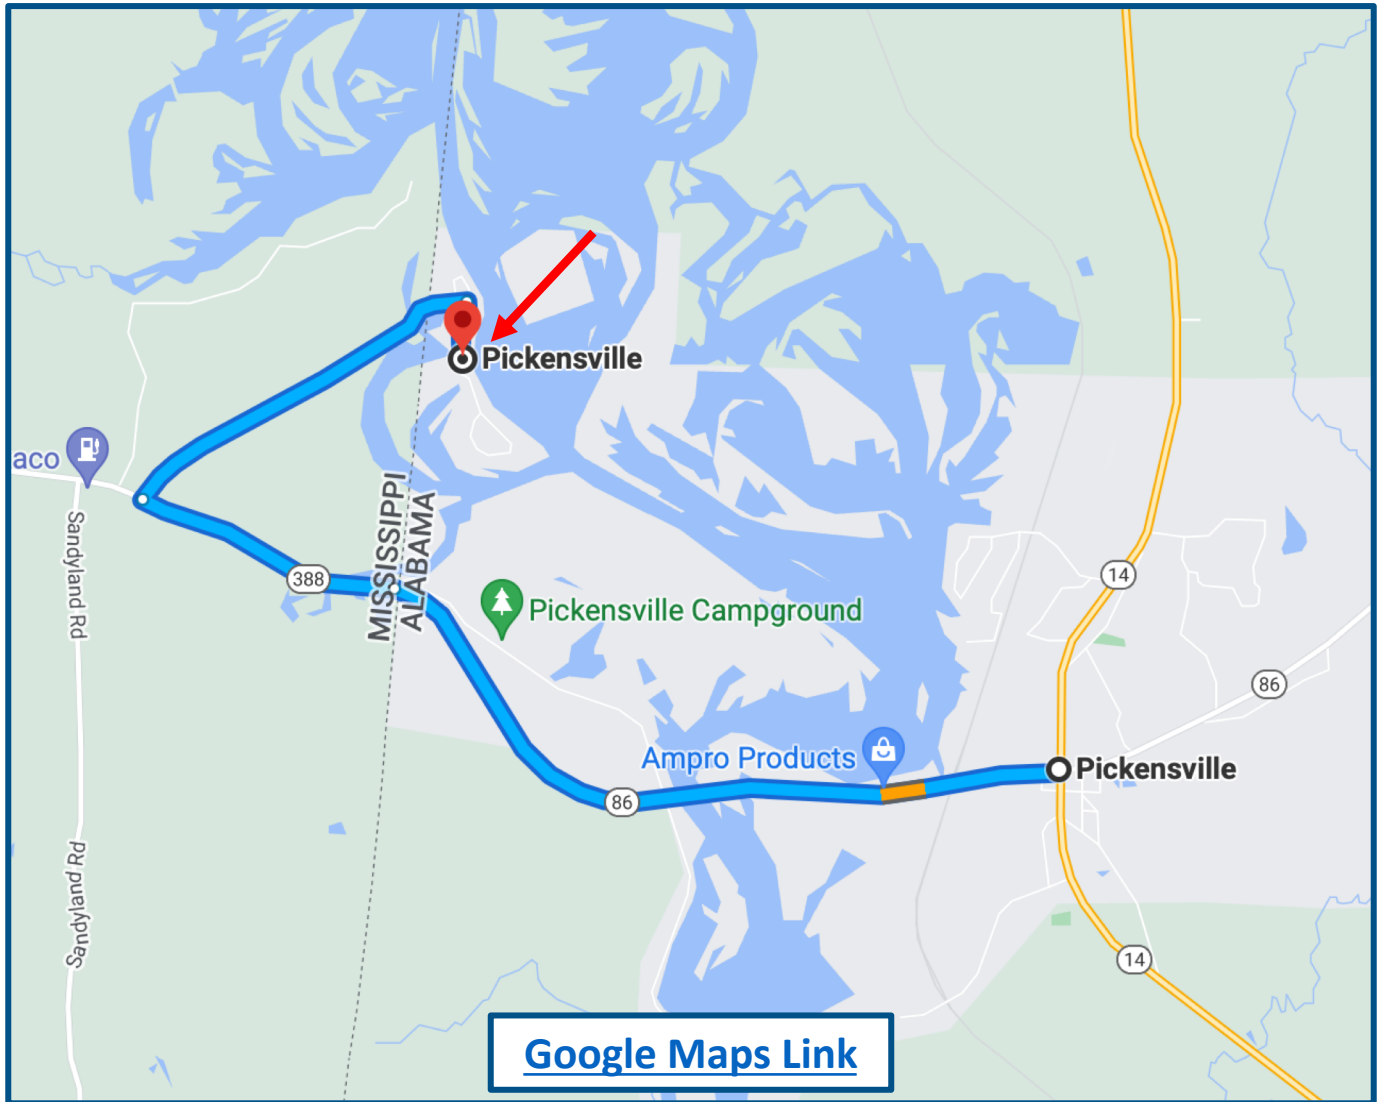 Pickensville
aco
MISSISSIPPI
ALABAMA
Sandyland Rd
388
Pickensville Campground
14
86
Ampro Products
Pickensville
86
Sandyland Rd
14
Google Maps Link